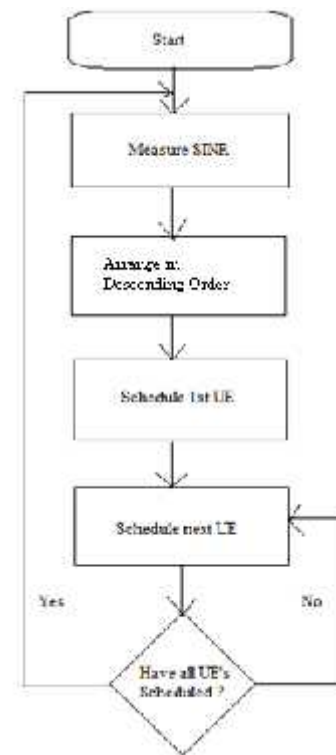 Start
Measure SINR
Arrange in
Descending Order
Schedule 1st UE
Schedule next UE
Yes
No
Have all UE's
Scheduled ?